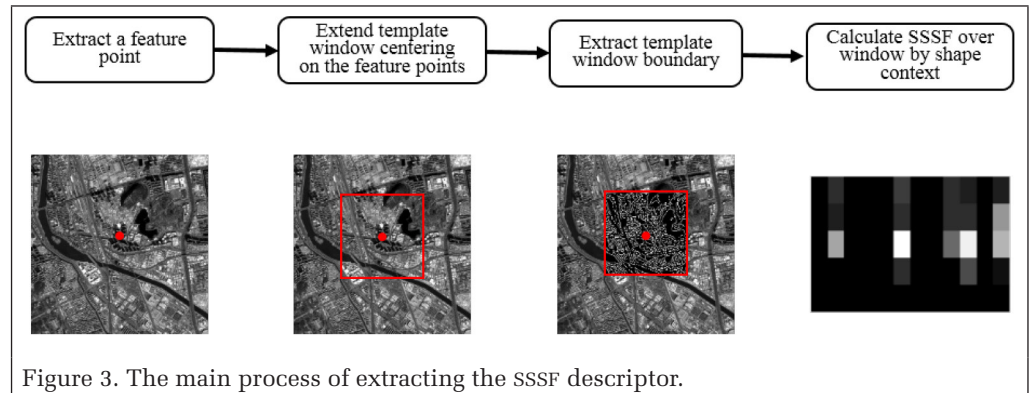 Extract a feature
point
Extend template
window centering
on the feature points
Extract template
window boundary
Calculate SSSF over
window by shape
context
Figure 3. The main process of extracting the SSSF descriptor.